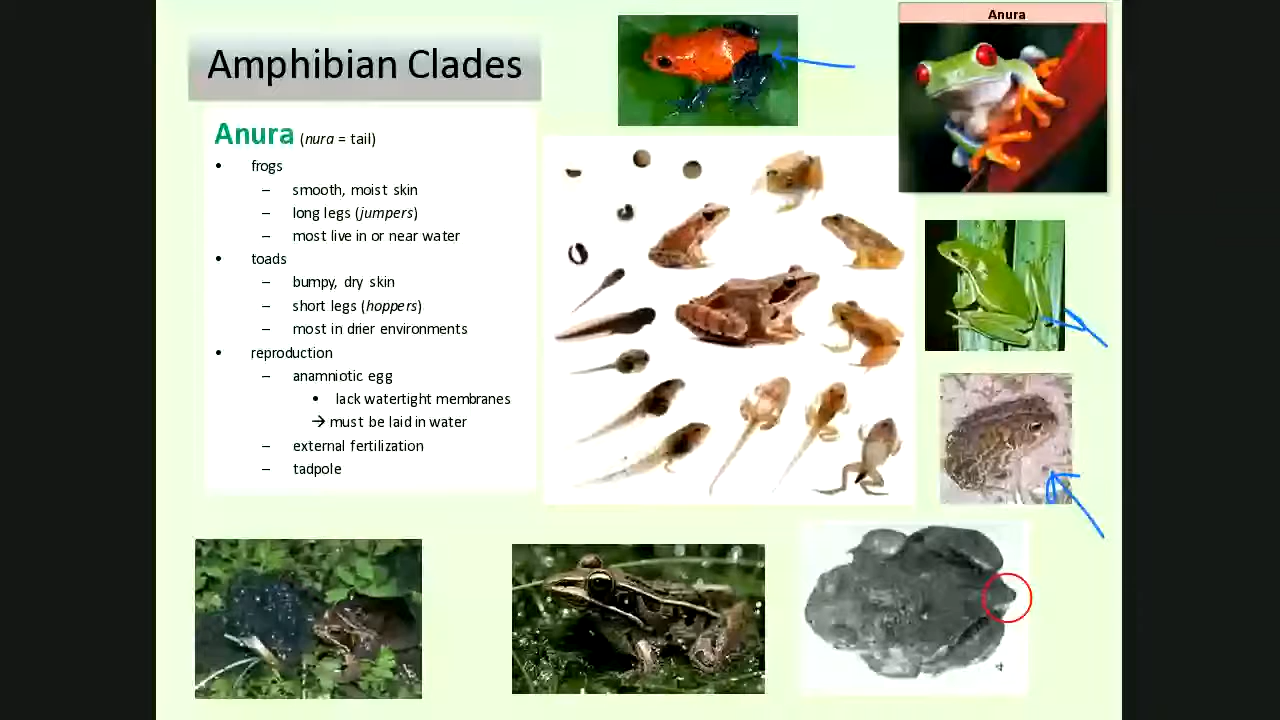 Amphibian Clades
Anura (nura = tail)
• frogs
– smooth, moist skin
– long legs (jumpers)
– most live in or near water
• toads
– bumpy, dry skin
– short legs (hoppers)
– most in drier environments
• reproduction
– anamniotic egg
• lack watertight membranes
→ must be laid in water
– external fertilization
– tadpole
Anura